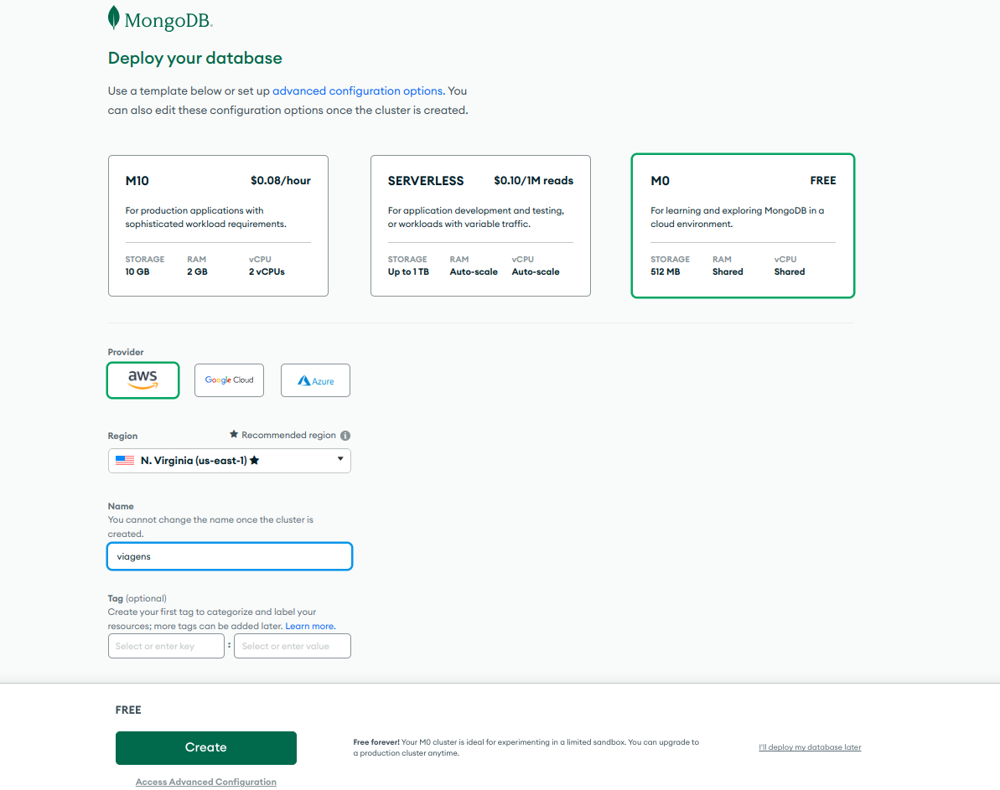 MongoDB.
Deploy your database
Use a template below or set up advanced configuration options. You
can also edit these configuration options once the cluster is created.
M10 $0.08/hour
For production applications with
sophisticated workload requirements.
STORAGE RAM vCPU
10 GB 2 GB 2 vCPUs
SERVERLESS $0.10/1M reads
For application development and testing,
or workloads with variable traffic.
STORAGE RAM vCPU
Up to 1 TB Auto-scale Auto-scale
M0 FREE
For learning and exploring MongoDB in a
cloud environment.
STORAGE RAM vCPU
512 MB Shared Shared
Provider
aws Google Cloud Azure
Region ★ Recommended region i
N. Virginia (us-east-1) ★
Name
You cannot change the name once the cluster is
created.
viagens
Tag (optional)
Create your first tag to categorize and label your
resources; more tags can be added later. Learn more.
Select or enter key : Select or enter value
FREE
Create
Access Advanced Configuration
Free forever! Your M0 cluster is ideal for experimenting in a limited sandbox. You can upgrade to
a production cluster anytime.
I'll deploy my database later